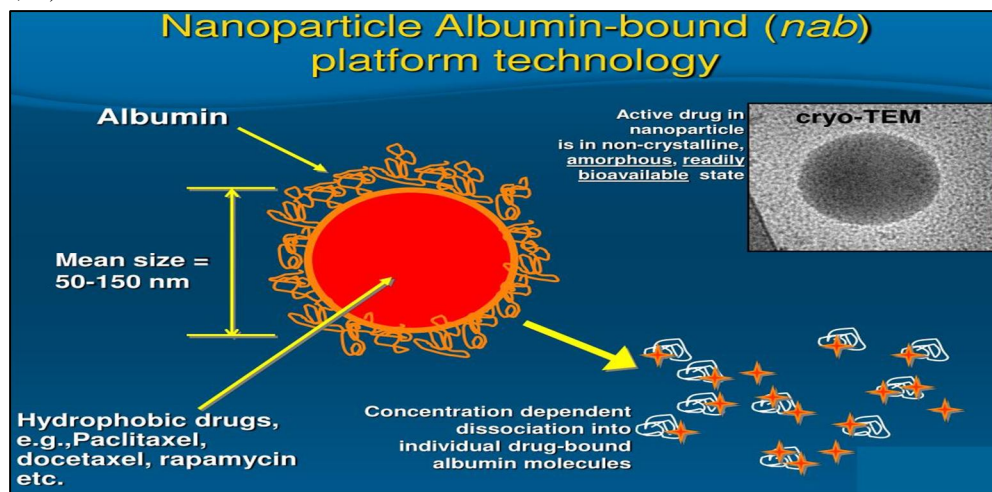 Nanoparticle Albumin-bound (nab)
platform technology
Albumin
Active drug in
nanoparticle
is in non-crystalline,
amorphous, readily
bioavailable state
cryo-TEM
Mean size =
50-150 nm
Hydrophobic drugs,
e.g.,Paclitaxel,
docetaxel, rapamycin
etc.
Concentration dependent
dissociation into
individual drug-bound
albumin molecules